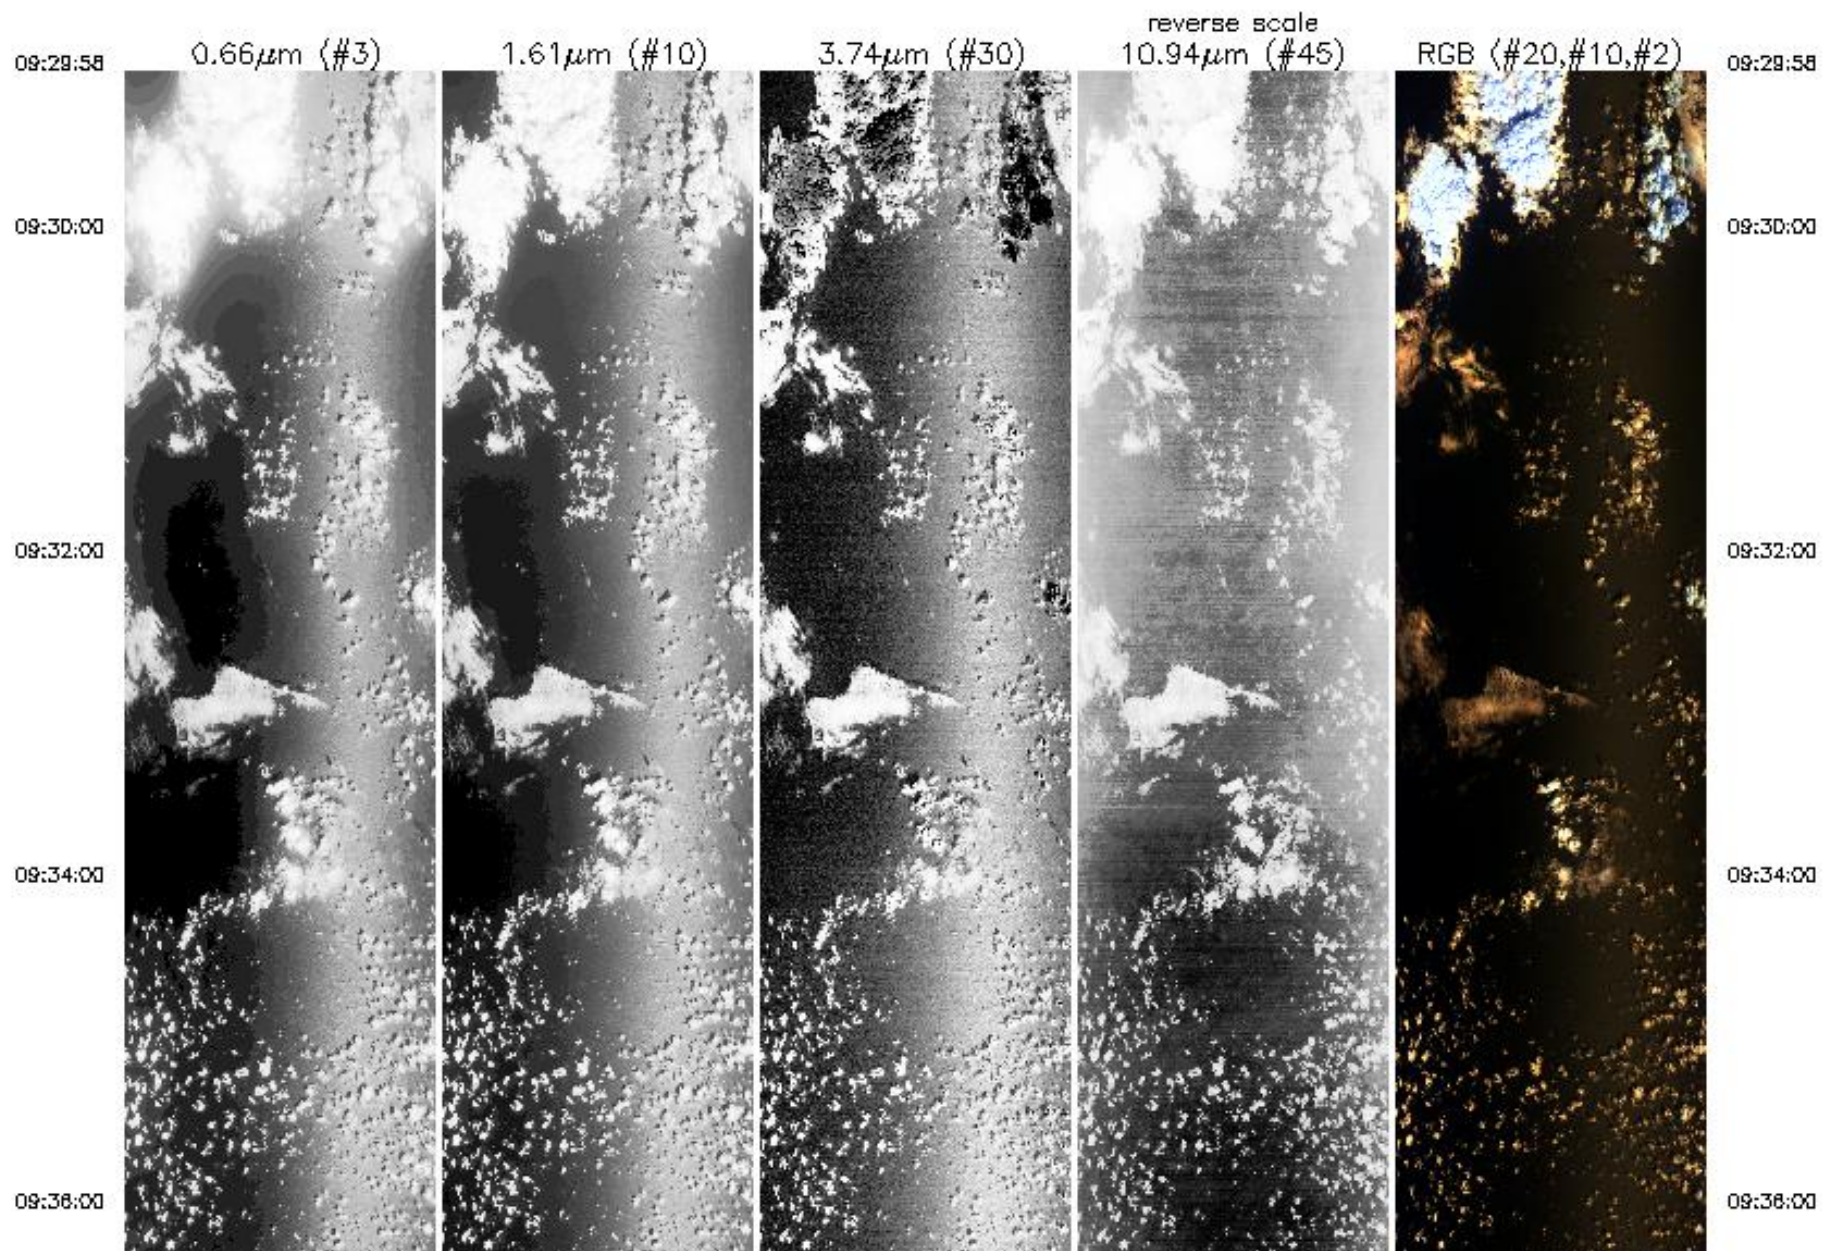 reverse scale
0.66μm (#3) 1.61μm (#10) 3.74μm (#30) 10.94μm (#45) RGB (#20,#10,#2)
09:29:58 09:29:58
09:30:00 09:30:00
09:32:00 09:32:00
09:34:00 09:34:00
09:36:00 09:36:00